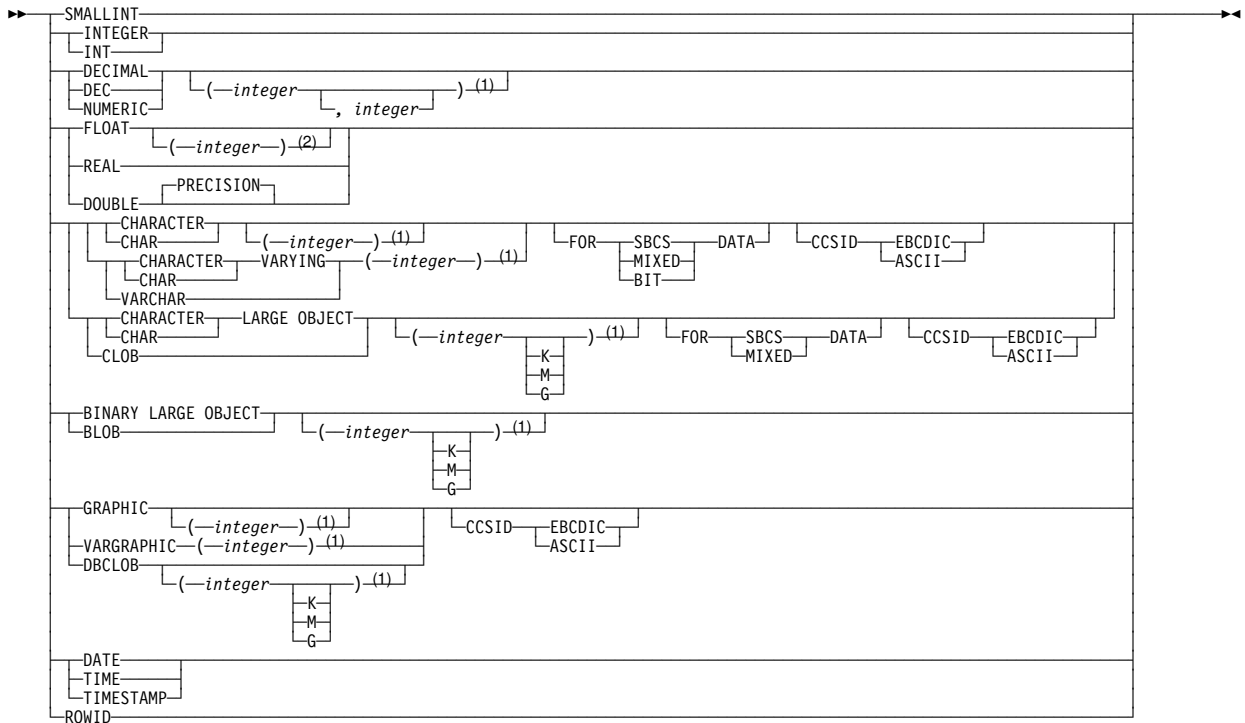 SMALLINT
INTEGER
INT
DECIMAL
DEC ( integer ) (1)
NUMERIC , integer
FLOAT
( integer ) (2)
REAL
PRECISION
DOUBLE
CHARACTER
CHAR ( integer ) (1) FOR SBCS DATA CCSID EBCDIC
CHARACTER VARYING ( integer ) (1) MIXED ASCII
CHAR BIT
VARCHAR
CHARACTER LARGE OBJECT
CHAR ( integer ) (1) FOR SBCS DATA CCSID EBCDIC
CLOB K MIXED ASCII
M
G
BINARY LARGE OBJECT
BLOB ( integer ) (1)
K
M
G
GRAPHIC
( integer ) (1) CCSID EBCDIC
VARGRAPHIC ( integer ) (1) ASCII
DBCLOB
( integer ) (1)
K
M
G
DATE
TIME
TIMESTAMP
ROWID